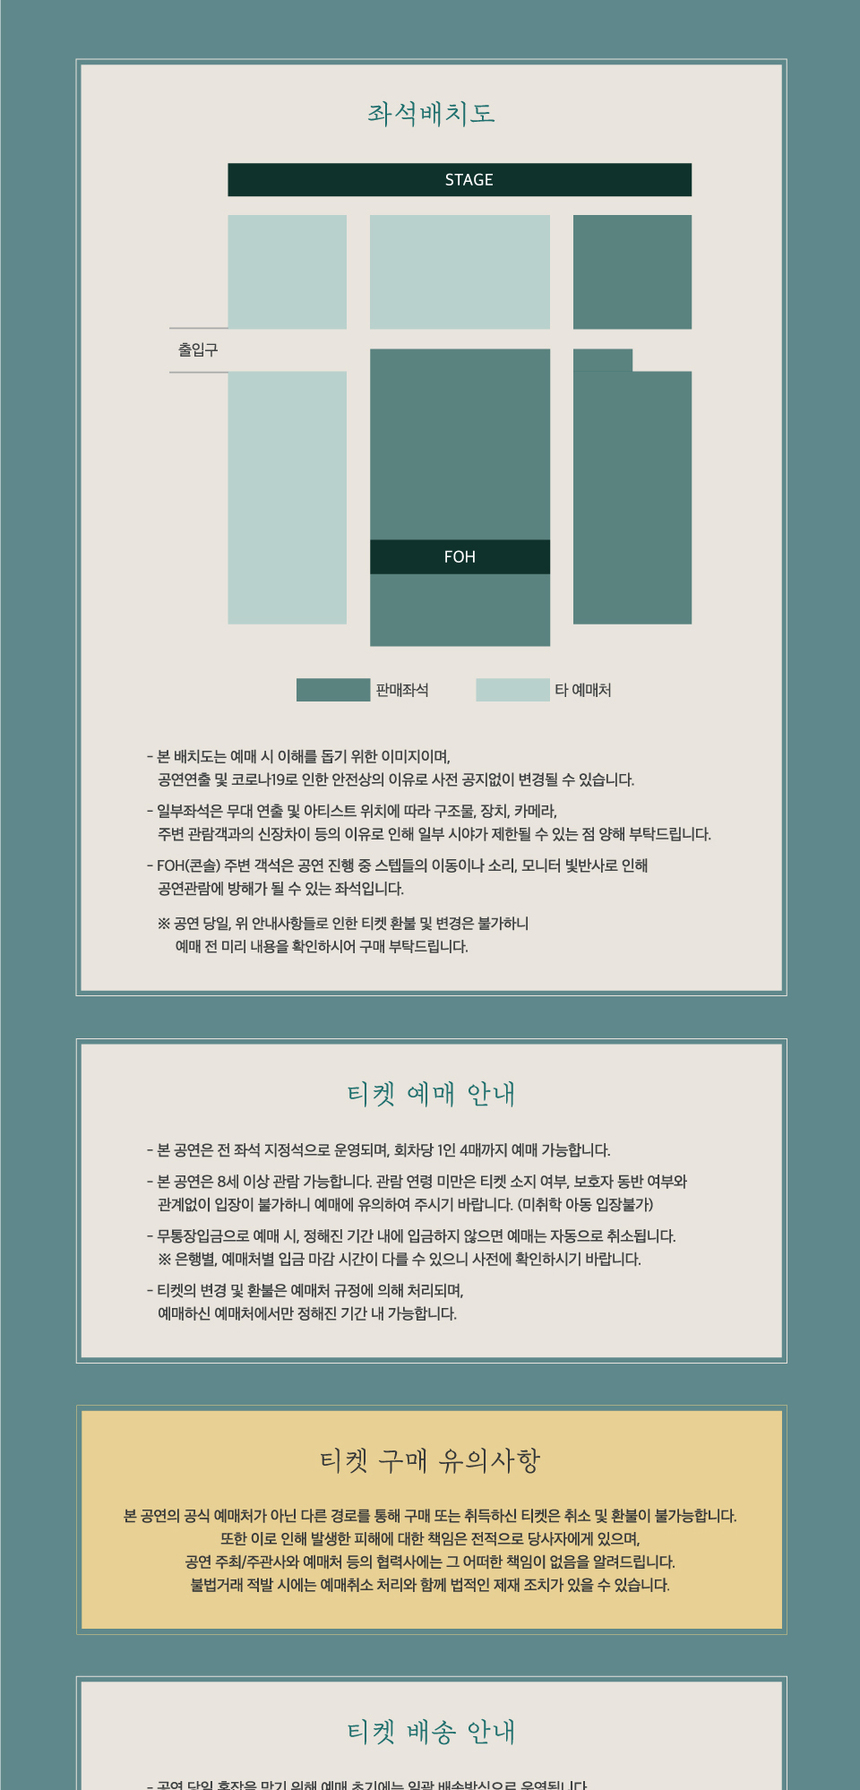 좌석배치도
STAGE
출입구
FOH
판매좌석
타 예매처
- 본 배치도는 예매 시 이해를 돕기 위한 이미지이며,
공연연출 및 코로나19로 인한 안전상의 이유로 사전 공지없이 변경될 수 있습니다.
- 일부좌석은 무대 연출 및 아티스트 위치에 따라 구조물, 장치, 카메라,
주변 관람객과의 신장차이 등의 이유로 인해 일부 시야가 제한될 수 있는 점 양해 부탁드립니다.
- FOH(콘솔) 주변 객석은 공연 진행 중 스텝들의 이동이나 소리, 모니터 빛반사로 인해
공연관람에 방해가 될 수 있는 좌석입니다.
※ 공연 당일, 위 안내사항들로 인한 티켓 환불 및 변경은 불가하니
예매 전 미리 내용을 확인하시어 구매 부탁드립니다.
티켓 예매 안내
- 본 공연은 전 좌석 지정석으로 운영되며, 회차당 1인 4매까지 예매 가능합니다.
- 본 공연은 8세 이상 관람 가능합니다. 관람 연령 미만은 티켓 소지 여부, 보호자 동반 여부와
관계없이 입장이 불가하니 예매에 유의하여 주시기 바랍니다. (미취학 아동 입장불가)
- 무통장입금으로 예매 시, 정해진 기간 내에 입금하지 않으면 예매는 자동으로 취소됩니다.
※ 은행별, 예매처별 입금 마감 시간이 다를 수 있으니 사전에 확인하시기 바랍니다.
- 티켓의 변경 및 환불은 예매처 규정에 의해 처리되며,
예매하신 예매처에서만 정해진 기간 내 가능합니다.
티켓 구매 유의사항
본 공연의 공식 예매처가 아닌 다른 경로를 통해 구매 또는 취득하신 티켓은 취소 및 환불이 불가능합니다.
또한 이로 인해 발생한 피해에 대한 책임은 전적으로 당사자에게 있으며,
공연 주최/주관사와 예매처 등의 협력사에는 그 어떠한 책임이 없음을 알려드립니다.
불법거래 적발 시에는 예매취소 처리와 함께 법적인 제재 조치가 있을 수 있습니다.
티켓 배송 안내
- 공연 당일 혼잡을 막기 위해 예매 초기에는 일괄 배송방식으로 운영됩니다.